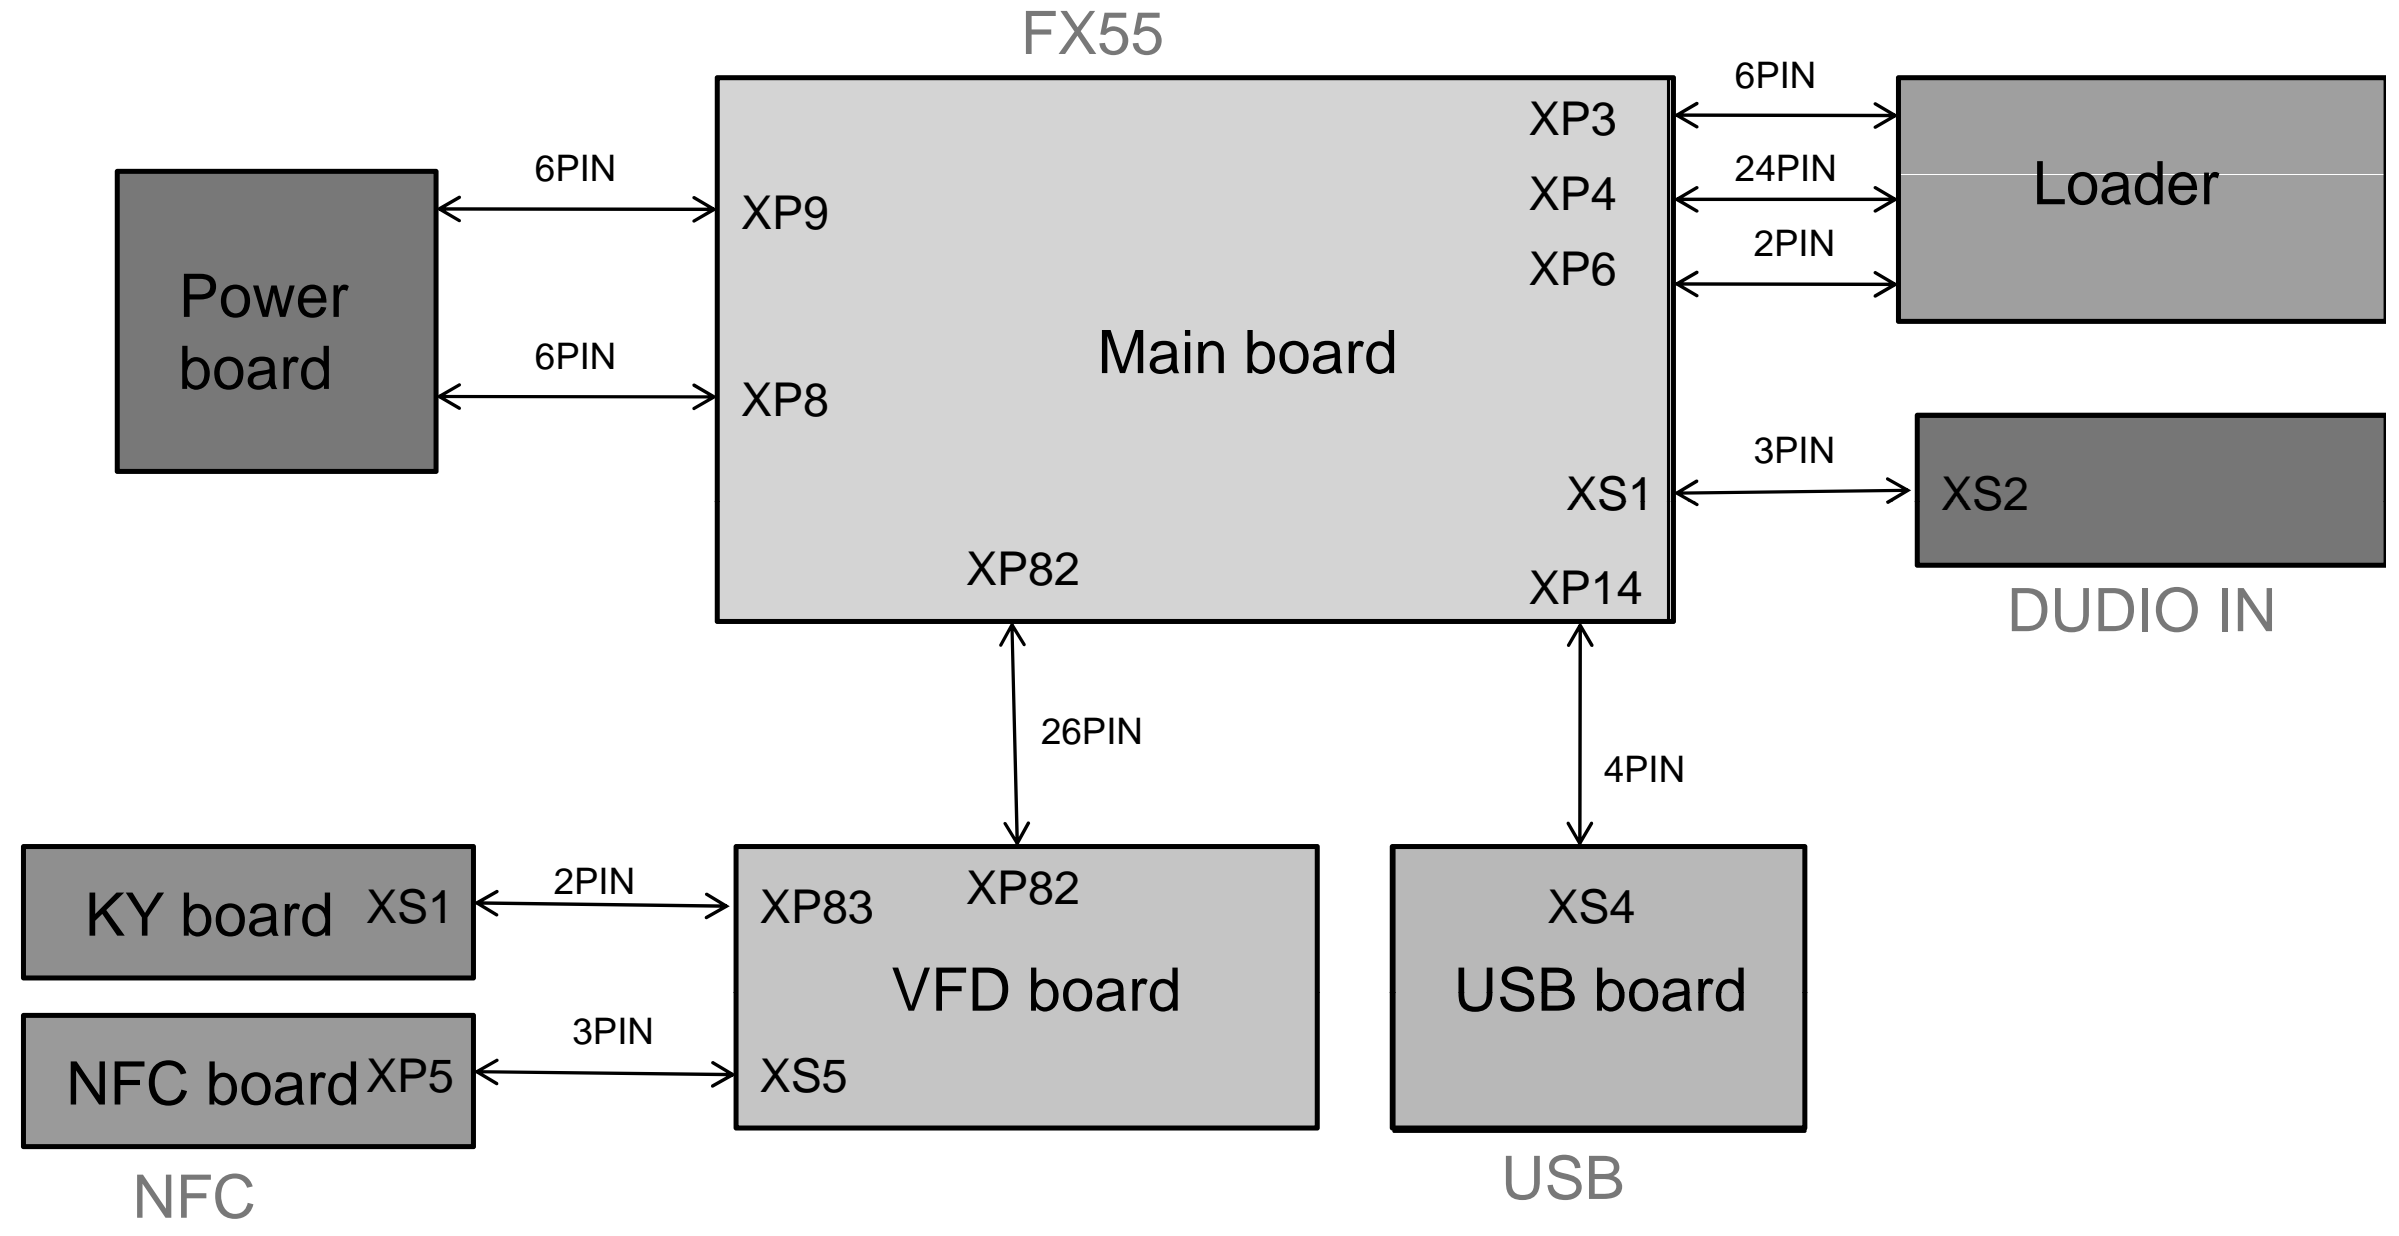 FX55
6PIN
XP3
24PIN
Loader
6PIN
XP4
XP9
2PIN
XP6
Power
board
Main board
6PIN
XP8
3PIN
XS1
XS2
XP82
XP14
DUDIO IN
26PIN
4PIN
KY board
XS1
2PIN
XP83
XP82
XS4
VFD board
USB board
NFC board
XP5
3PIN
XS5
NFC
USB